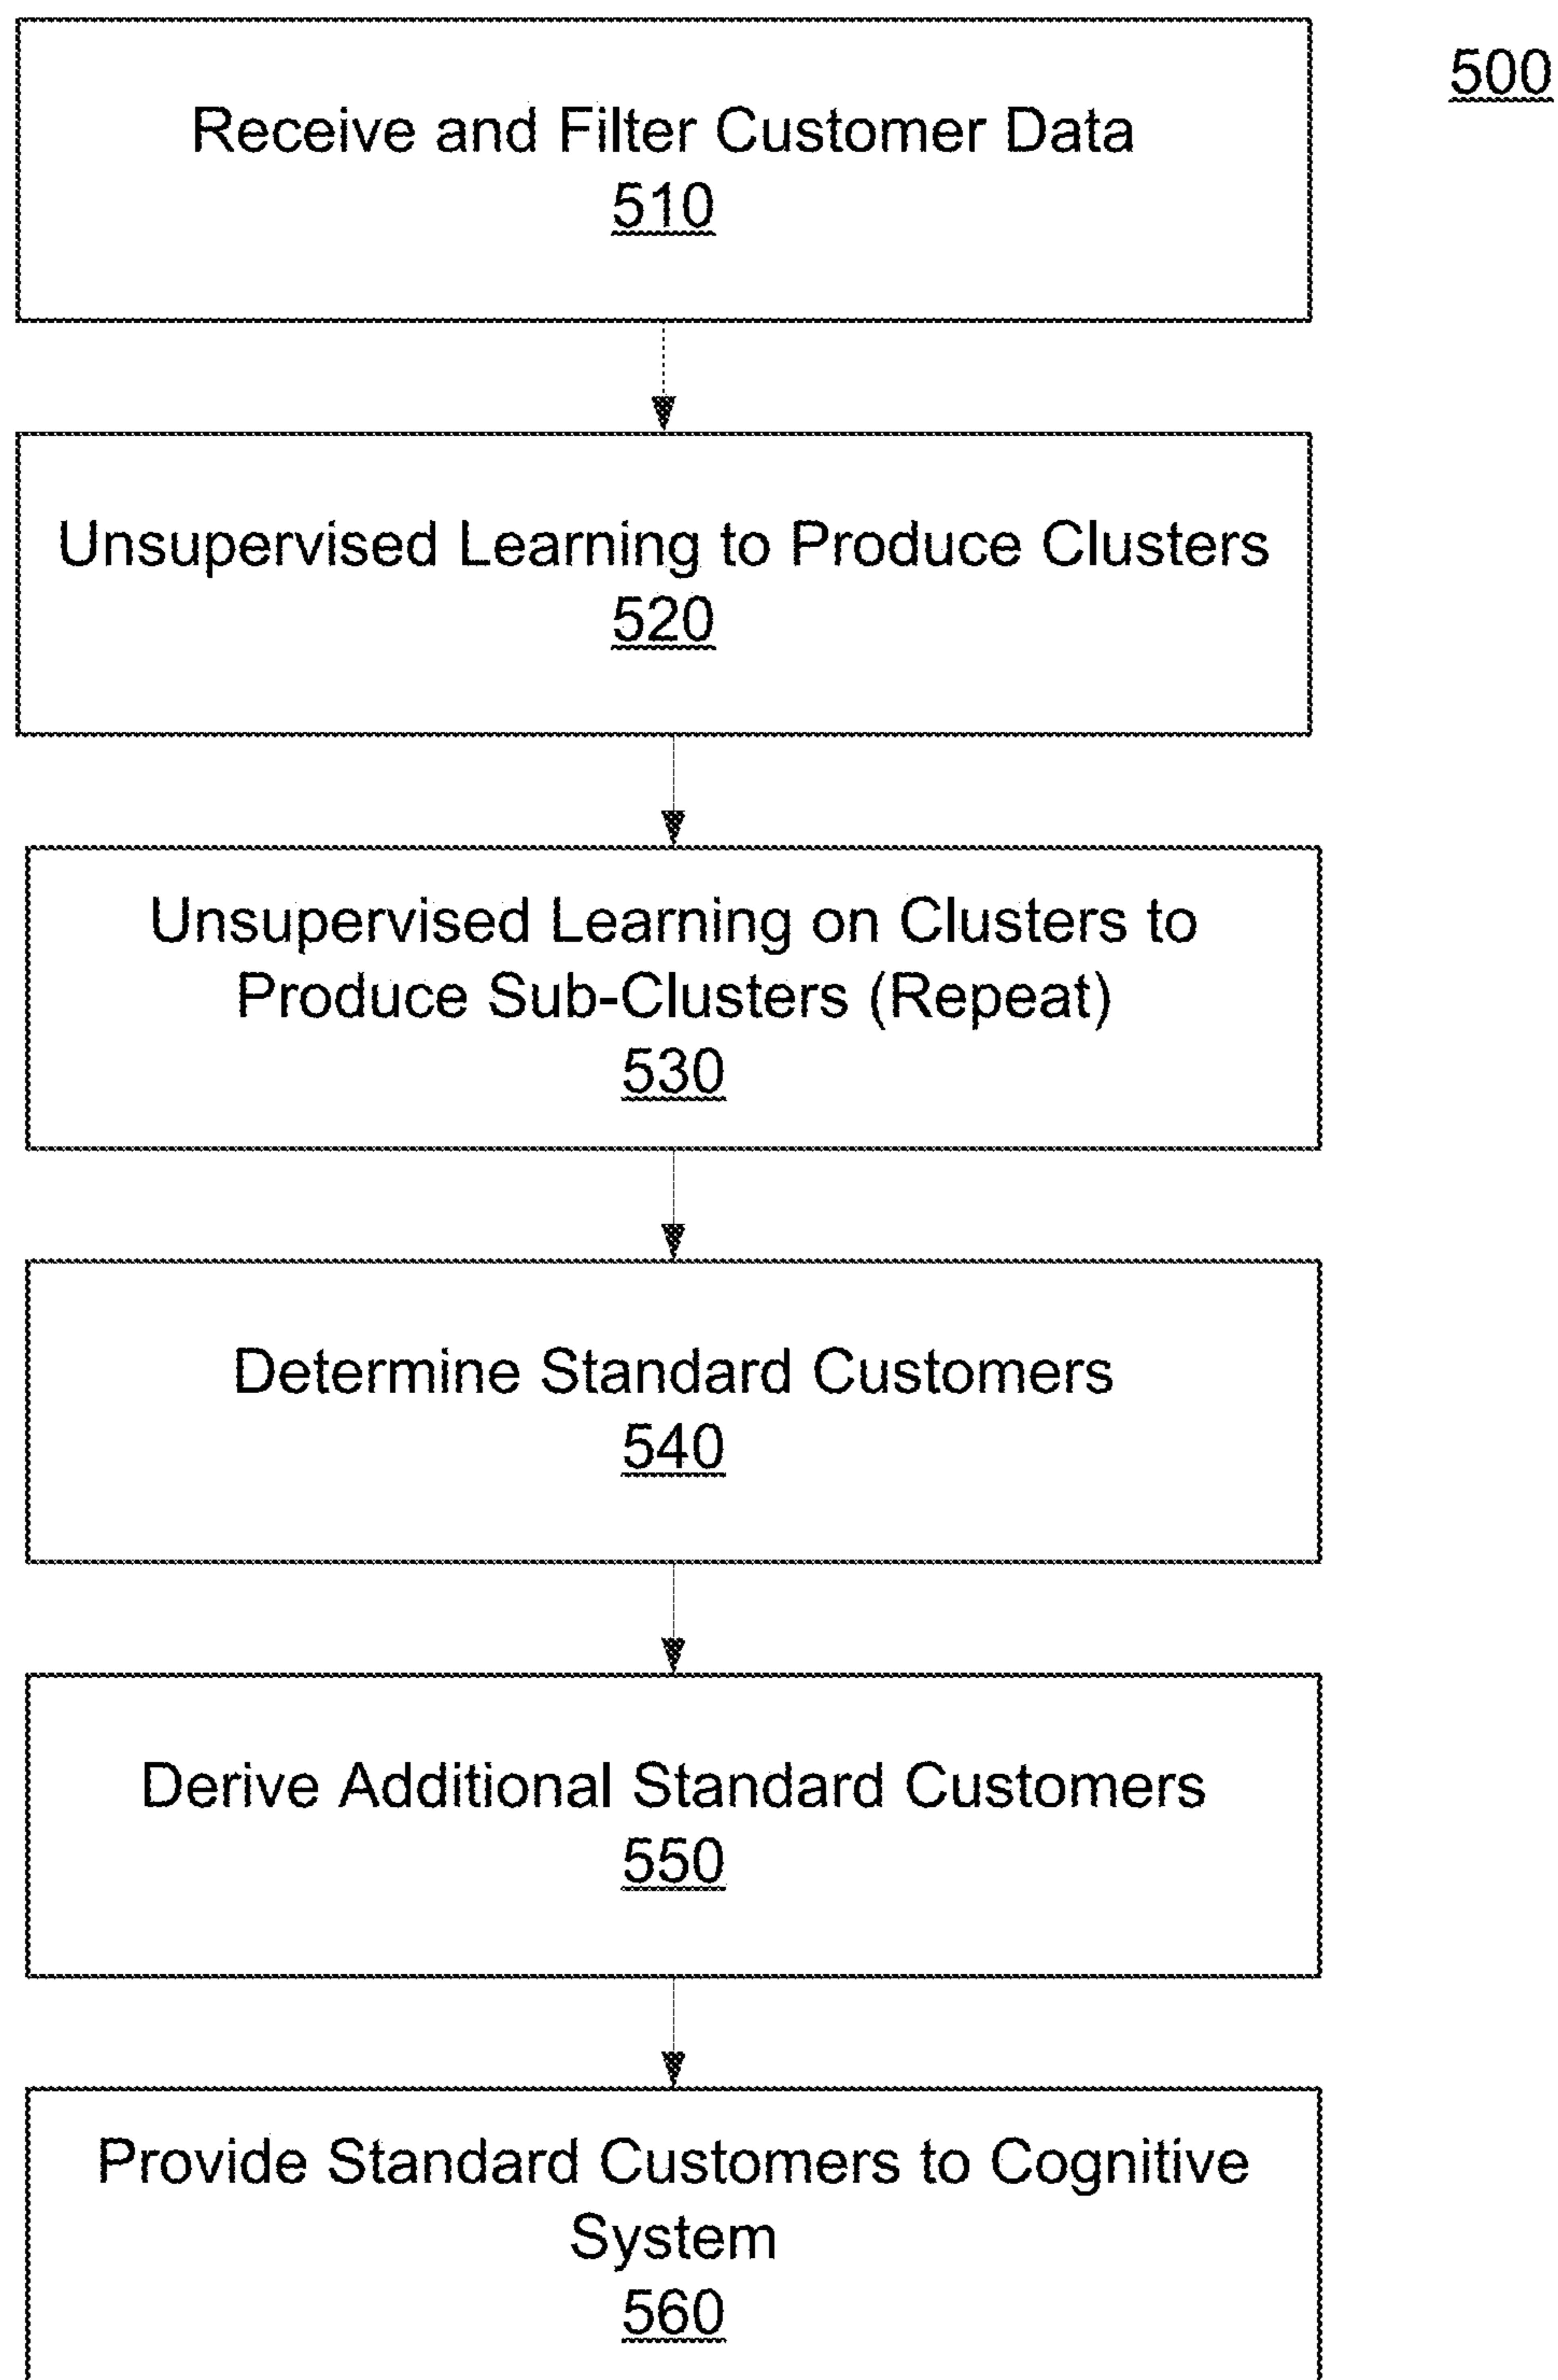 500
Receive and Filter Customer Data
510
Unsupervised Learning to Produce Clusters
520
Unsupervised Learning on Clusters to
Produce Sub-Clusters (Repeat)
530
Determine Standard Customers
540
Derive Additional Standard Customers
550
Provide Standard Customers to Cognitive
System
560